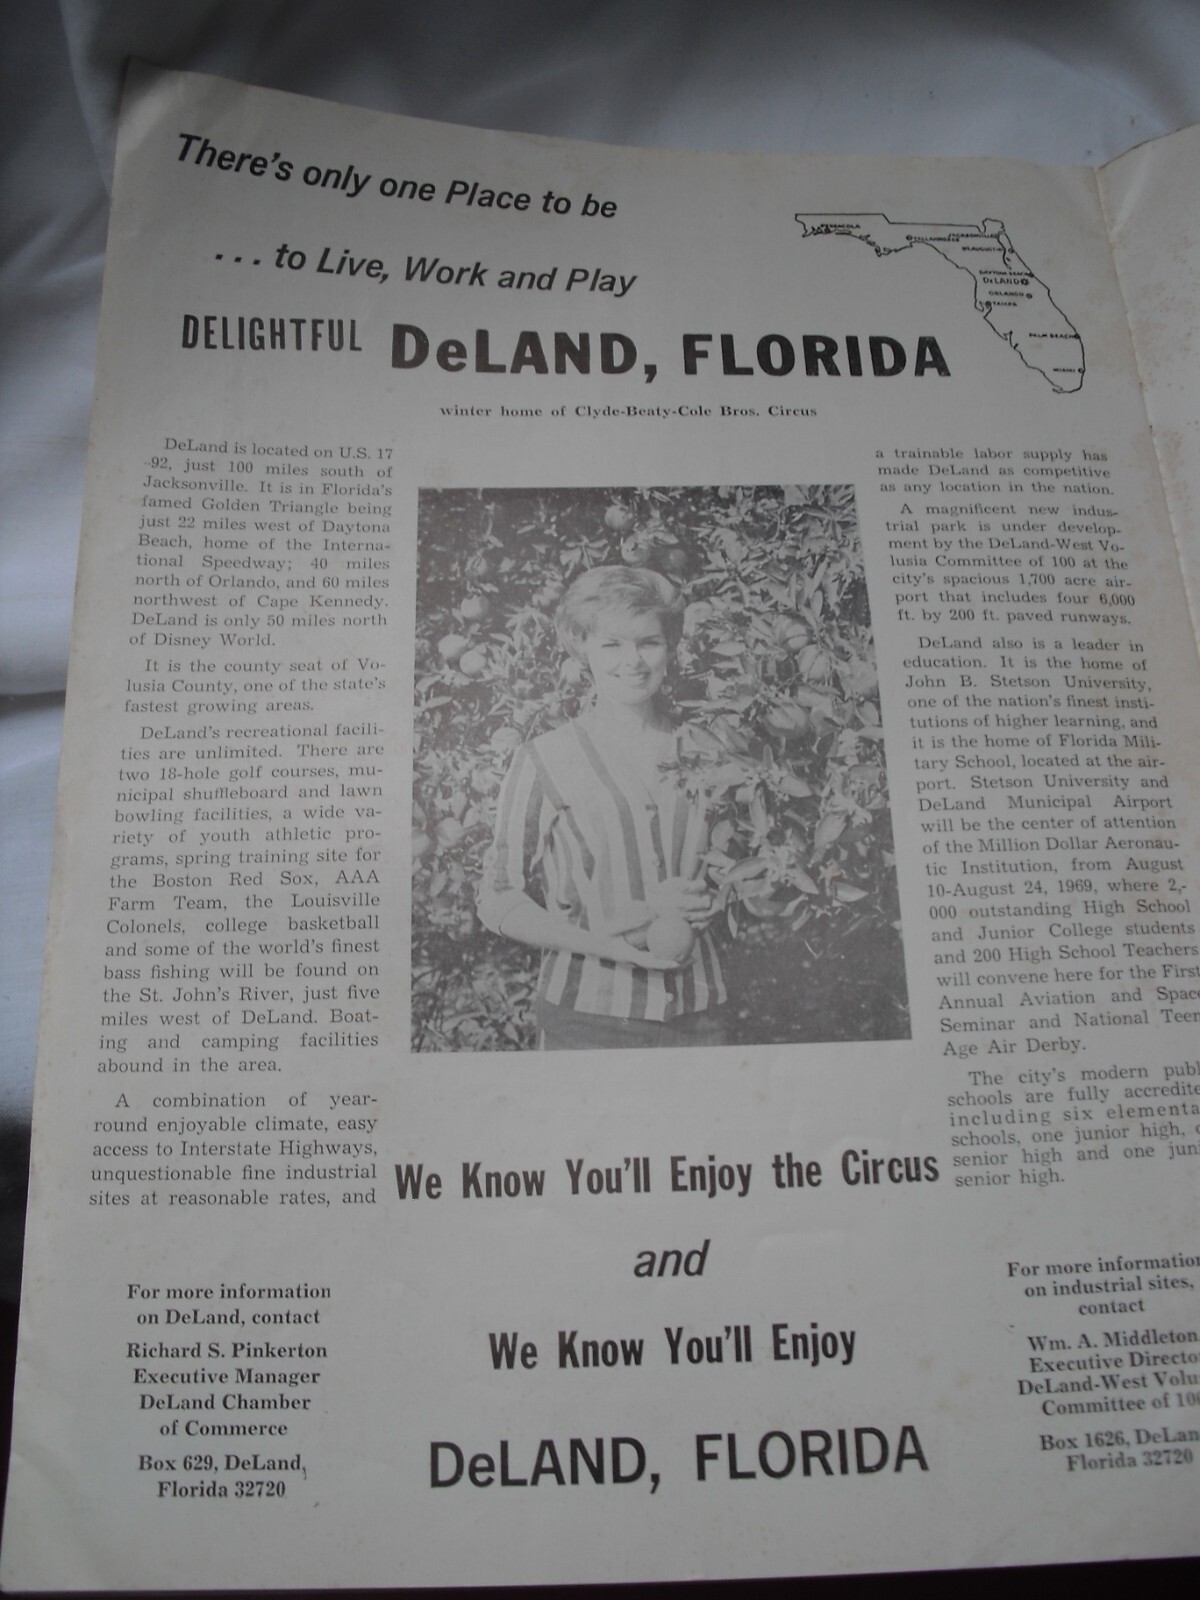 There's only one Place to be
. . . to Live, Work and Play
DELIGHTFUL DeLAND, FLORIDA
winter home of Clyde-Beaty-Cole Bros. Circus
PENSACOLA
TALLAHASSEE
JACKSONVILLE
ST. AUGUSTINE
DAYTONA BEACH
DeLAND
ORLANDO
TAMPA
PALM BEACH
MIAMI
DeLand is located on U.S. 17
-92, just 100 miles south of
Jacksonville. It is in Florida's
famed Golden Triangle being
just 22 miles west of Daytona
Beach, home of the Interna-
tional Speedway; 40 miles
north of Orlando, and 60 miles
northwest of Cape Kennedy.
DeLand is only 50 miles north
of Disney World.
It is the county seat of Vo-
lusia County, one of the state's
fastest growing areas.
DeLand's recreational facili-
ties are unlimited. There are
two 18-hole golf courses, mu-
nicipal shuffleboard and lawn
bowling facilities, a wide va-
riety of youth athletic pro-
grams, spring training site for
the Boston Red Sox, AAA
Farm Team, the Louisville
Colonels, college basketball
and some of the world's finest
bass fishing will be found on
the St. John's River, just five
miles west of DeLand. Boat-
ing and camping facilities
abound in the area.
A combination of year-
round enjoyable climate, easy
access to Interstate Highways,
unquestionable fine industrial
sites at reasonable rates, and
a trainable labor supply has
made DeLand as competitive
as any location in the nation.
A magnificent new indus-
trial park is under develop-
ment by the DeLand-West Vo-
lusia Committee of 100 at the
city's spacious 1,700 acre air-
port that includes four 6,000
ft. by 200 ft. paved runways.
DeLand also is a leader in
education. It is the home of
John B. Stetson University,
one of the nation's finest insti-
tutions of higher learning, and
it is the home of Florida Mili-
tary School, located at the air-
port. Stetson University and
DeLand Municipal Airport
will be the center of attention
of the Million Dollar Aeronau-
tic Institution, from August
10-August 24, 1969, where 2,-
000 outstanding High School
and Junior College students
and 200 High School Teachers
will convene here for the First
Annual Aviation and Space
Seminar and National Teen
Age Air Derby.
The city's modern publ
schools are fully accredite
including six elementa
schools, one junior high, o
senior high and one jun
senior high.
We Know You'll Enjoy the Circus
and
We Know You'll Enjoy
DeLAND, FLORIDA
For more information
on DeLand, contact
Richard S. Pinkerton
Executive Manager
DeLand Chamber
of Commerce
Box 629, DeLand,
Florida 32720
For more information
on industrial sites,
contact
Wm. A. Middleton
Executive Directo
DeLand-West Volu
Committee of 100
Box 1626, DeLan
Florida 32720